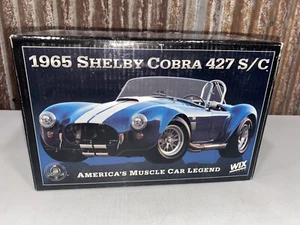 1965 SHELBY COBRA 427 S/C
AMERICA'S MUSCLE CAR LEGEND
WIX